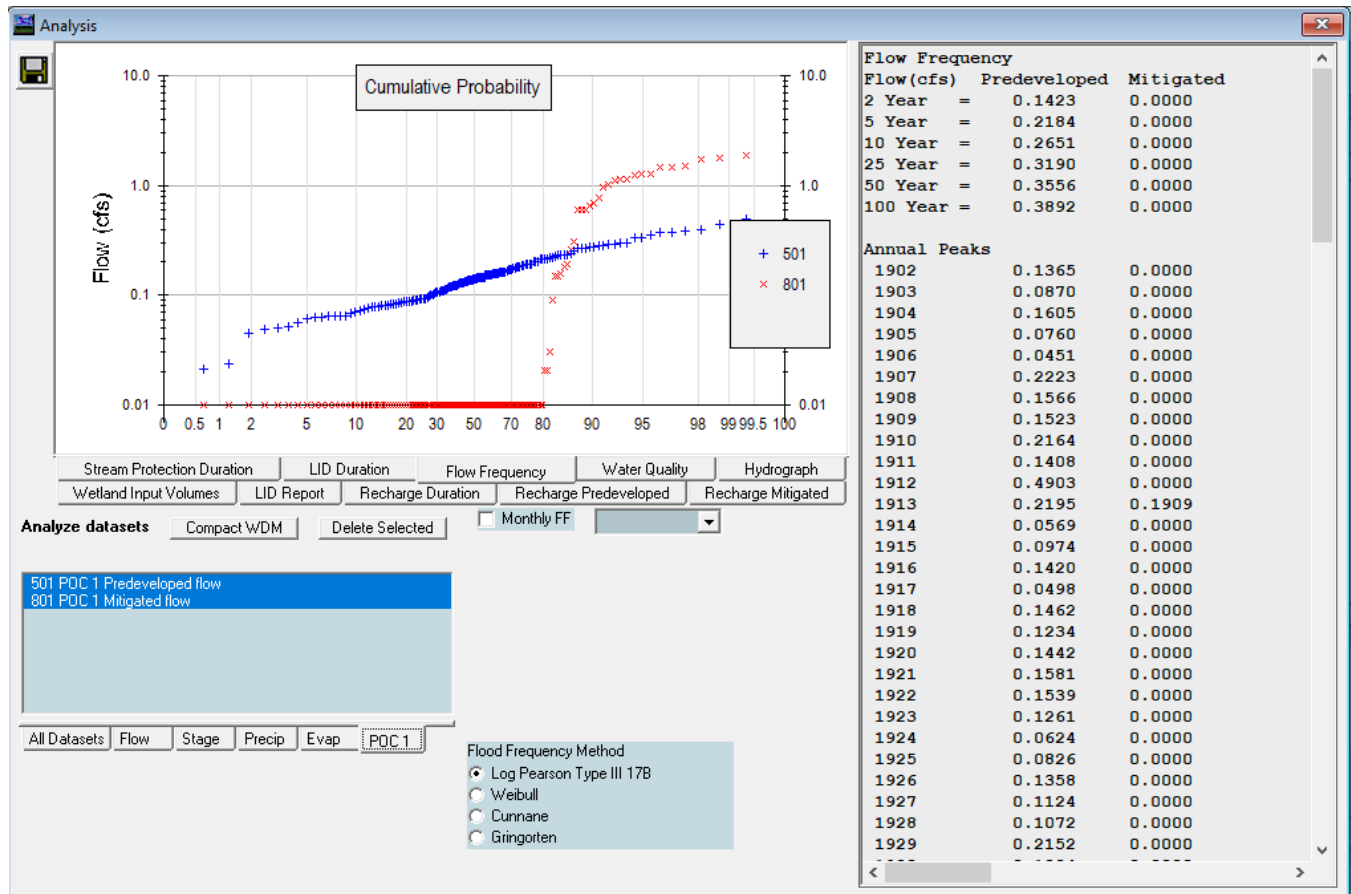 Analysis
Cumulative Probability
10.0
1.0
0.1
0.01
Flow (cfs)
10.0
1.0
0.01
501
801
0 0.5 1 2 5 10 20 30 50 70 80 90 95 98 99 99.5 100
Stream Protection Duration LID Duration Flow Frequency Water Quality Hydrograph
Wetland Input Volumes LID Report Recharge Duration Recharge Predeveloped Recharge Mitigated
Analyze datasets Compact WDM Delete Selected Monthly FF
501 POC 1 Predeveloped flow
801 POC 1 Mitigated flow
All Datasets Flow Stage Precip Evap POC 1
Flood Frequency Method
Log Pearson Type III 17B
Weibull
Cunnane
Gringorten
Flow Frequency
Flow(cfs) Predeveloped Mitigated
2 Year = 0.1423 0.0000
5 Year = 0.2184 0.0000
10 Year = 0.2651 0.0000
25 Year = 0.3190 0.0000
50 Year = 0.3556 0.0000
100 Year = 0.3892 0.0000
Annual Peaks
1902 0.1365 0.0000
1903 0.0870 0.0000
1904 0.1605 0.0000
1905 0.0760 0.0000
1906 0.0451 0.0000
1907 0.2223 0.0000
1908 0.1566 0.0000
1909 0.1523 0.0000
1910 0.2164 0.0000
1911 0.1408 0.0000
1912 0.4903 0.0000
1913 0.2195 0.1909
1914 0.0569 0.0000
1915 0.0974 0.0000
1916 0.1420 0.0000
1917 0.0498 0.0000
1918 0.1462 0.0000
1919 0.1234 0.0000
1920 0.1442 0.0000
1921 0.1581 0.0000
1922 0.1539 0.0000
1923 0.1261 0.0000
1924 0.0624 0.0000
1925 0.0826 0.0000
1926 0.1358 0.0000
1927 0.1124 0.0000
1928 0.1072 0.0000
1929 0.2152 0.0000